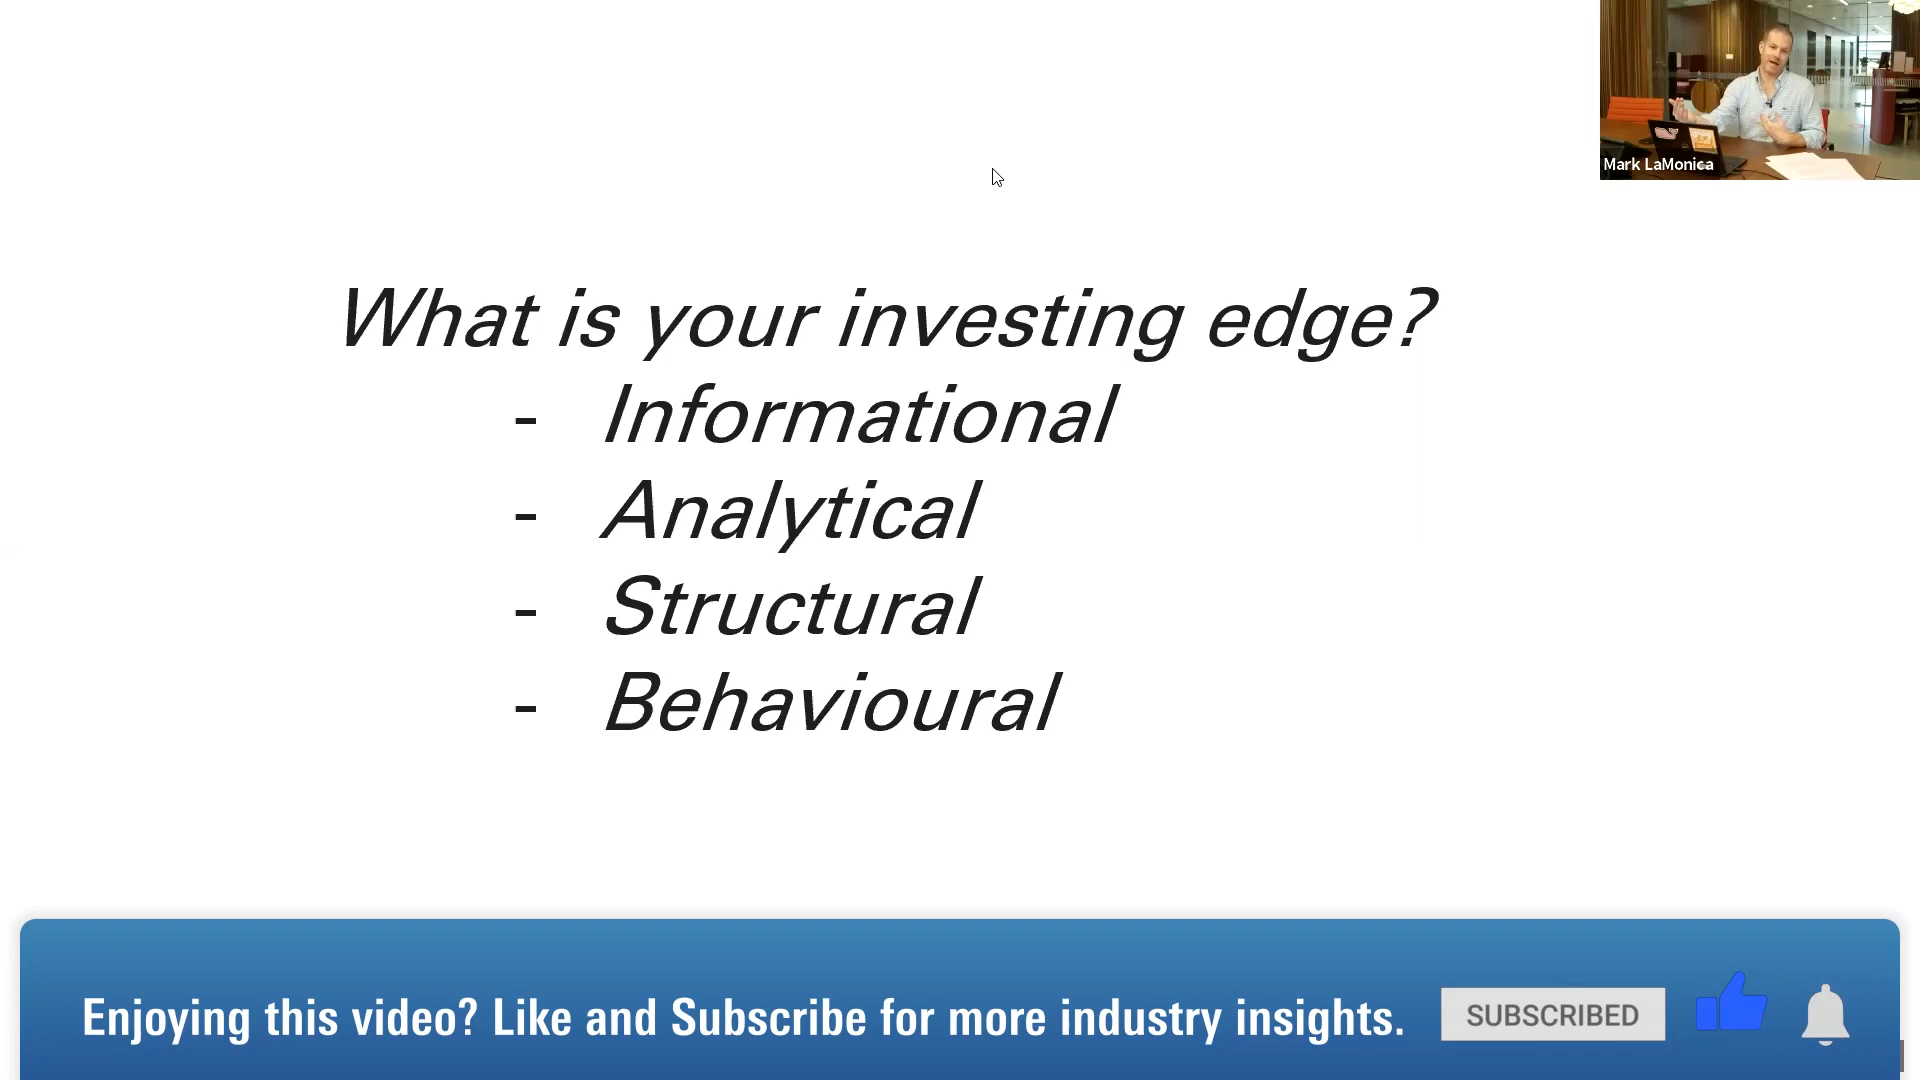 Mark LaMonica
What is your investing edge?
- Informational
- Analytical
- Structural
- Behavioural
Enjoying this video? Like and Subscribe for more industry insights.
SUBSCRIBED